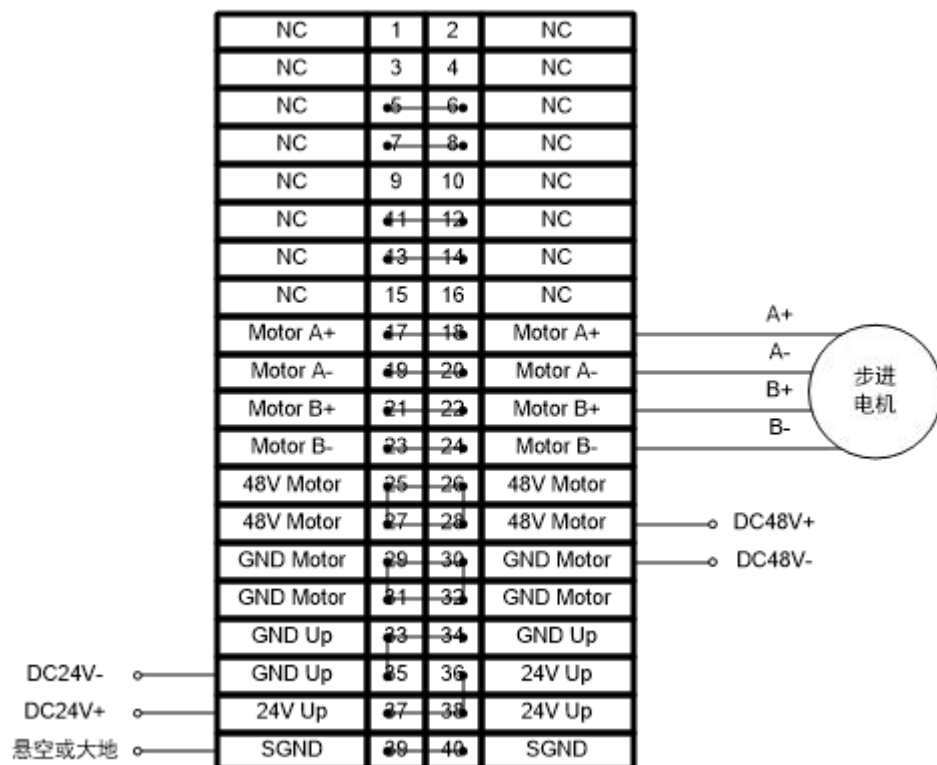 NC 1 2 NC
NC 3 4 NC
NC 5 6 NC
NC 7 8 NC
NC 9 10 NC
NC 11 12 NC
NC 13 14 NC
NC 15 16 NC
A+
Motor A+ 17 18 Motor A+
A-
Motor A- 19 20 Motor A-
步进
B+
电机
Motor B+ 21 22 Motor B+
B-
Motor B- 23 24 Motor B-
48V Motor 25 26 48V Motor
48V Motor 27 28 48V Motor DC48V+
GND Motor 29 30 GND Motor DC48V-
GND Motor 31 32 GND Motor
GND Up 33 34 GND Up
DC24V- GND Up 35 36 24V Up
DC24V+ 24V Up 37 38 24V Up
悬空或大地 SGND 39 40 SGND